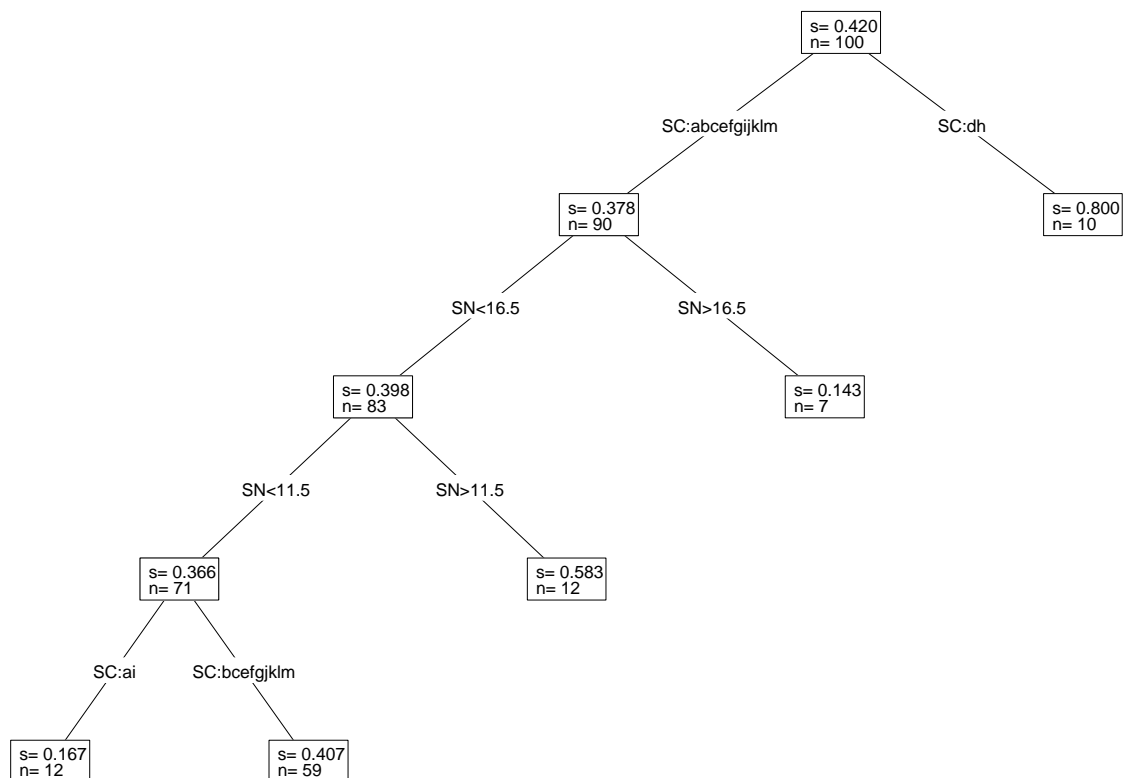 s= 0.420
n= 100
SC:abcefgijklm
SC:dh
s= 0.378
n= 90
s= 0.800
n= 10
SN<16.5
SN>16.5
s= 0.398
n= 83
s= 0.143
n= 7
SN<11.5
SN>11.5
s= 0.366
n= 71
s= 0.583
n= 12
SC:ai
SC:bcefgjklm
s= 0.167
n= 12
s= 0.407
n= 59